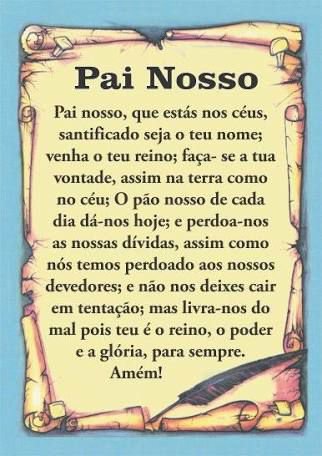 Pai Nosso
Pai nosso, que estás nos céus,
santificado seja o teu nome;
venha o teu reino; faça- se a tua
vontade, assim na terra como
no céu; O pão nosso de cada
dia dá-nos hoje; e perdoa-nos
as nossas dívidas, assim como
nós temos perdoado aos nossos
devedores; e não nos deixes cair
em tentação; mas livra-nos do
mal pois teu é o reino, o poder
e a glória, para sempre.
Amém!